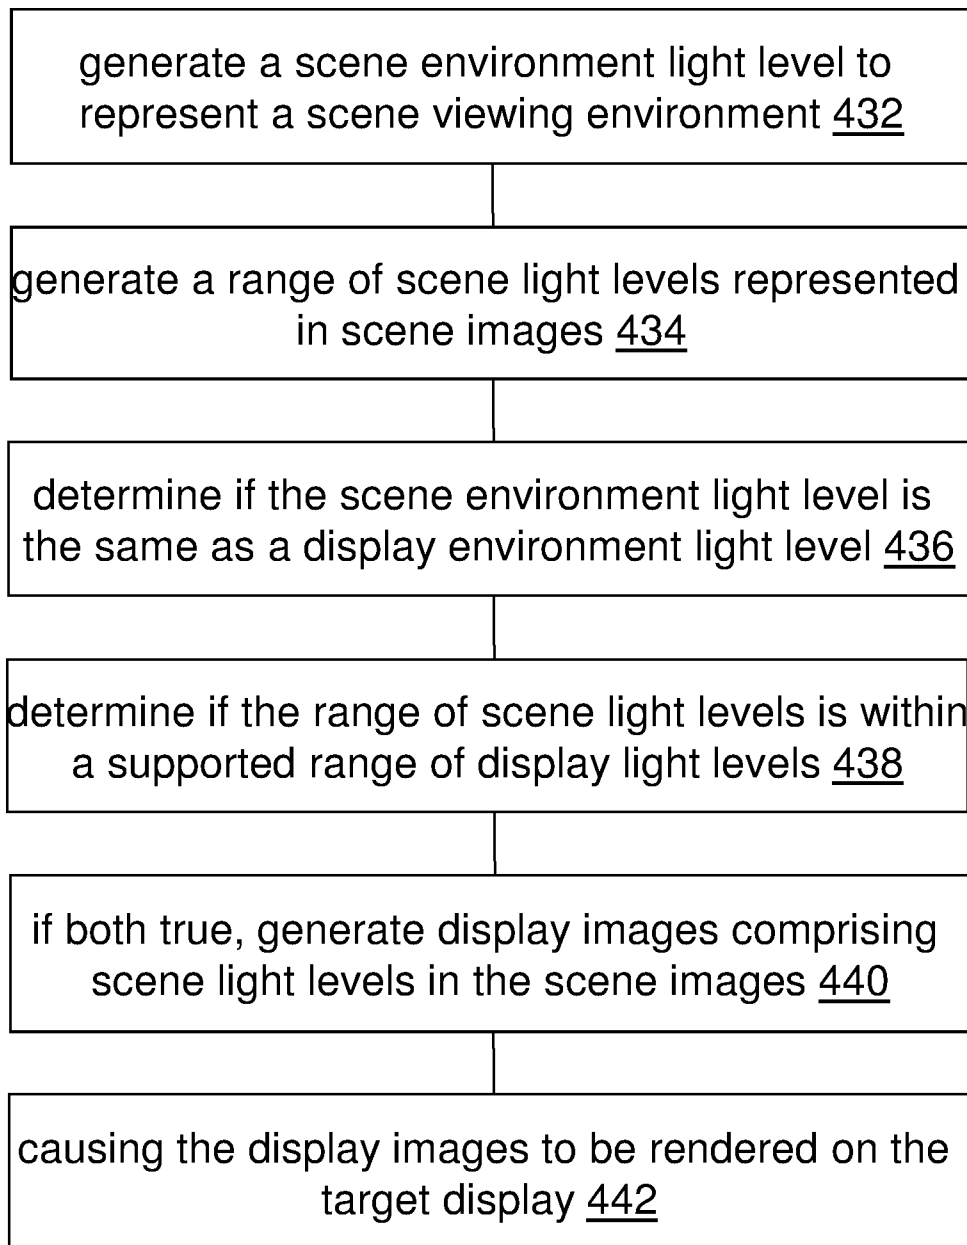 generate a scene environment light level to
represent a scene viewing environment 432
generate a range of scene light levels represented
in scene images 434
determine if the scene environment light level is
the same as a display environment light level 436
determine if the range of scene light levels is within
a supported range of display light levels 438
if both true, generate display images comprising
scene light levels in the scene images 440
causing the display images to be rendered on the
target display 442